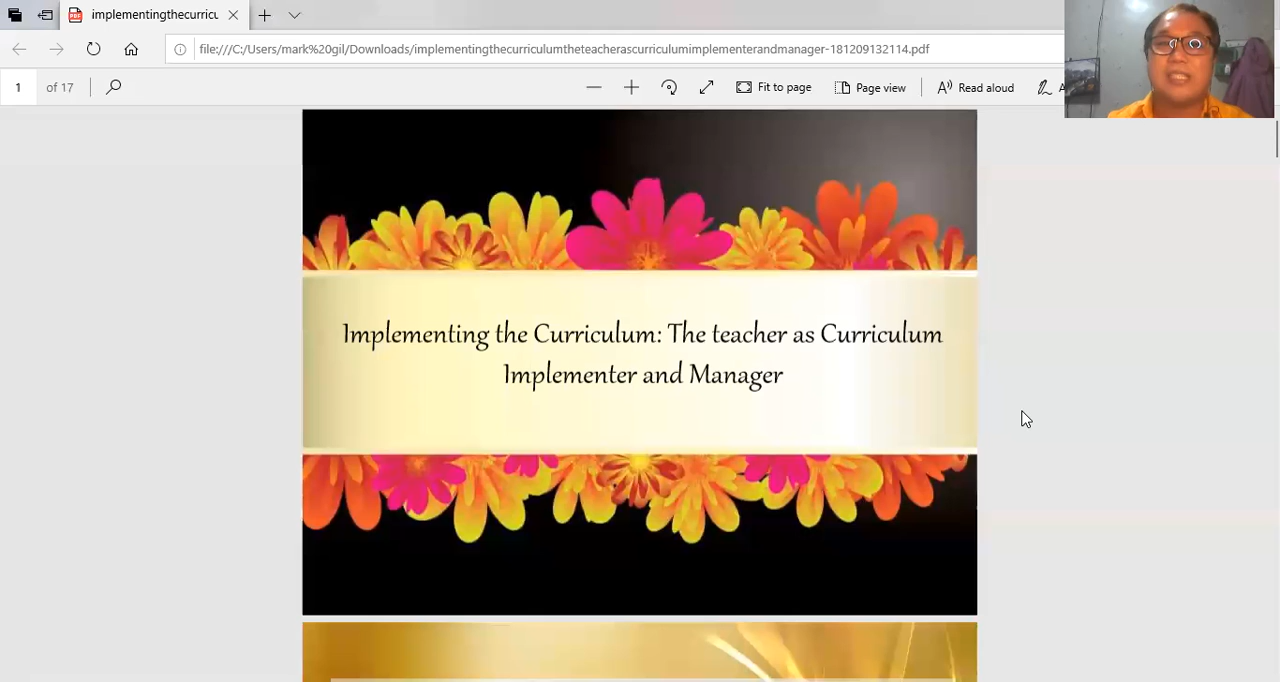 implementingthecurricu
file:///C:/Users/mark%20gil/Downloads/implementingthecurriculumtheteacherascurriculumimplementerandmanager-181209132114.pdf
1 of 17
Fit to page
Page view
Read aloud
Implementing the Curriculum: The teacher as Curriculum
Implementer and Manager